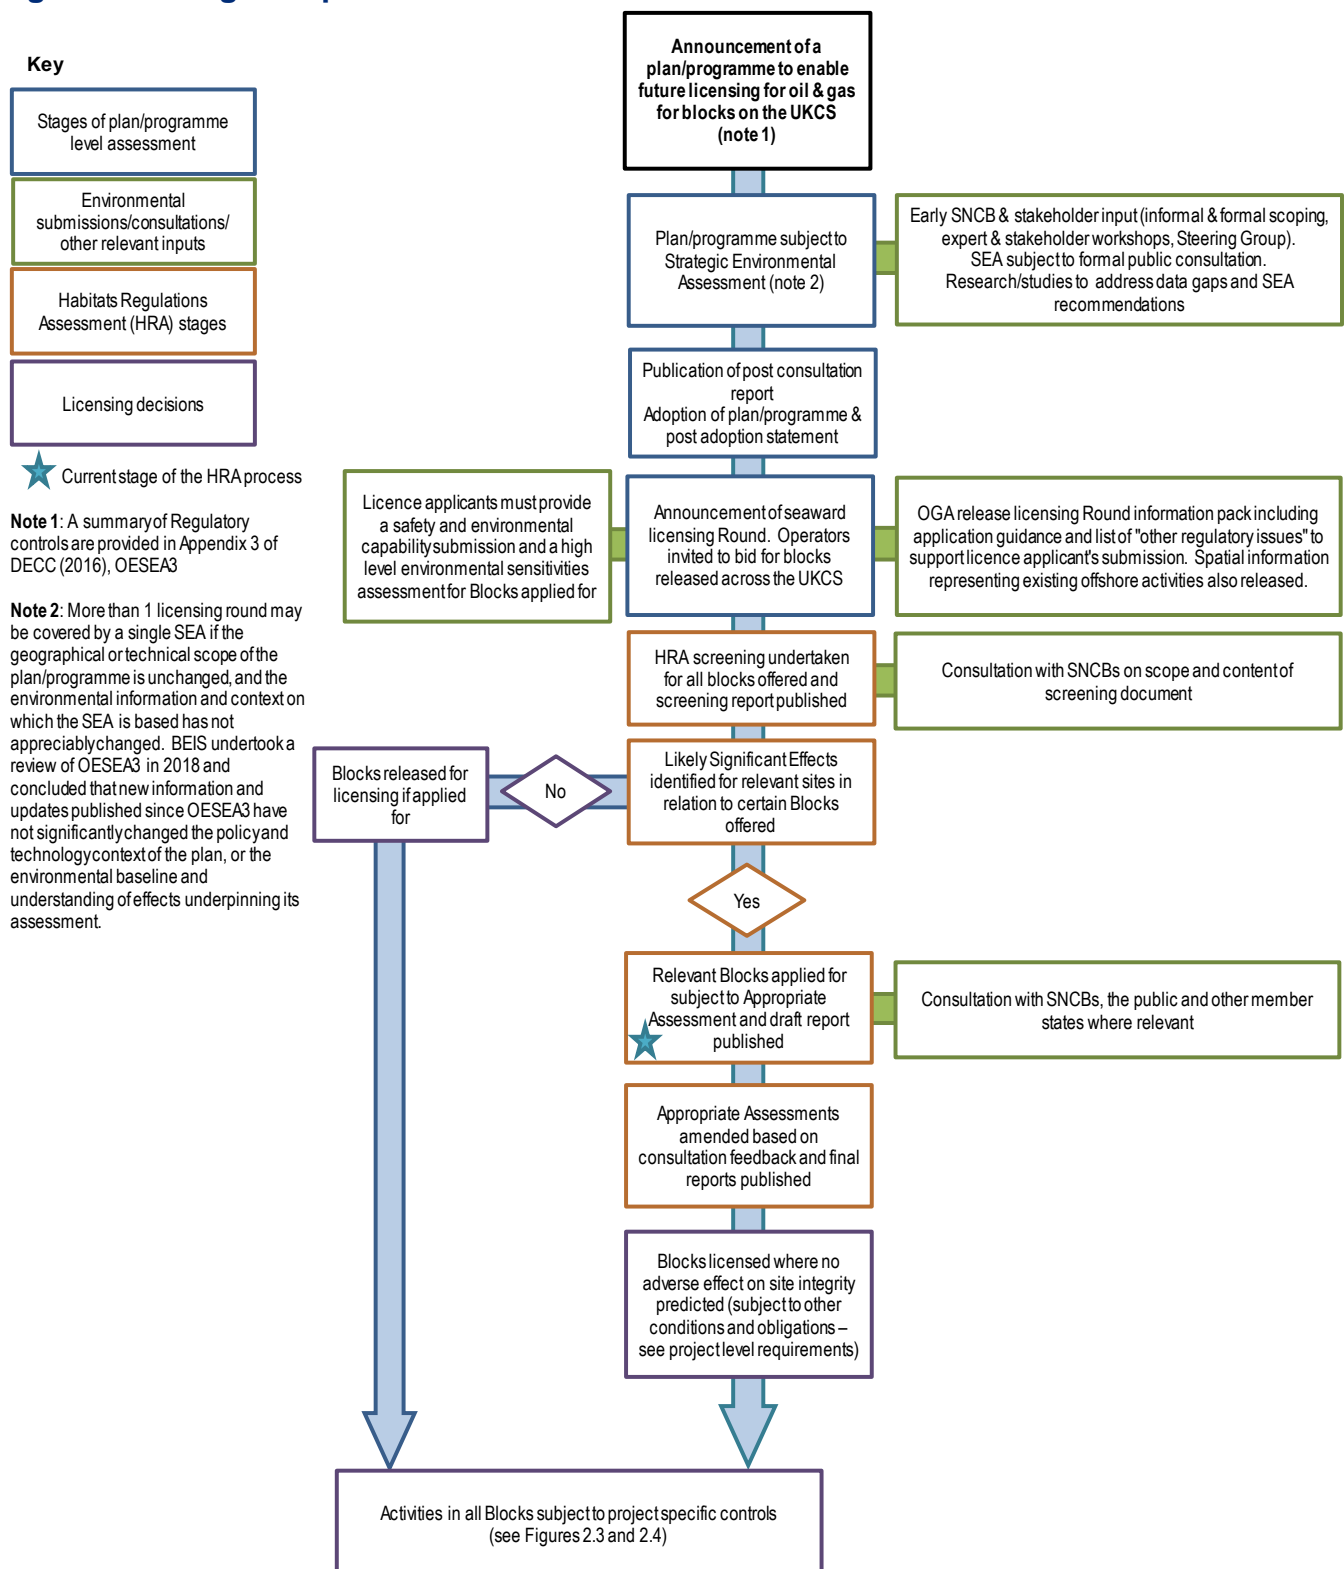 Key
Stages of plan/programme
level assessment
Environmental
submissions/consultations/
other relevant inputs
Habitats Regulations
Assessment (HRA) stages
Licensing decisions
Current stage of the HRA process
Note 1: A summary of Regulatory
controls are provided in Appendix 3 of
DECC (2016), OESEA3
Note 2: More than 1 licensing round may
be covered by a single SEA if the
geographical or technical scope of the
plan/programme is unchanged, and the
environmental information and context on
which the SEA is based has not
appreciably changed. BEIS undertook a
review of OESEA3 in 2018 and
concluded that new information and
updates published since OESEA3 have
not significantly changed the policy and
technology context of the plan, or the
environmental baseline and
understanding of effects underpinning its
assessment.
Announcement of a
plan/programme to enable
future licensing for oil & gas
for blocks on the UKCS
(note 1)
Plan/programme subject to
Strategic Environmental
Assessment (note 2)
Early SNCB & stakeholder input (informal & formal scoping,
expert & stakeholder workshops, Steering Group).
SEA subject to formal public consultation.
Research/studies to address data gaps and SEA
recommendations
Publication of post consultation
report
Adoption of plan/programme &
post adoption statement
Licence applicants must provide
a safety and environmental
capability submission and a high
level environmental sensitivities
assessment for Blocks applied for
Announcement of seaward
licensing Round. Operators
invited to bid for blocks
released across the UKCS
OGA release licensing Round information pack including
application guidance and list of "other regulatory issues" to
support licence applicant's submission. Spatial information
representing existing offshore activities also released.
HRA screening undertaken
for all blocks offered and
screening report published
Consultation with SNCBs on scope and content of
screening document
Blocks released for
licensing if applied
for
No
Likely Significant Effects
identified for relevant sites in
relation to certain Blocks
offered
Yes
Relevant Blocks applied for
subject to Appropriate
Assessment and draft report
published
Consultation with SNCBs, the public and other member
states where relevant
Appropriate Assessments
amended based on
consultation feedback and final
reports published
Blocks licensed where no
adverse effect on site integrity
predicted (subject to other
conditions and obligations –
see project level requirements)
Activities in all Blocks subject to project specific controls
(see Figures 2.3 and 2.4)